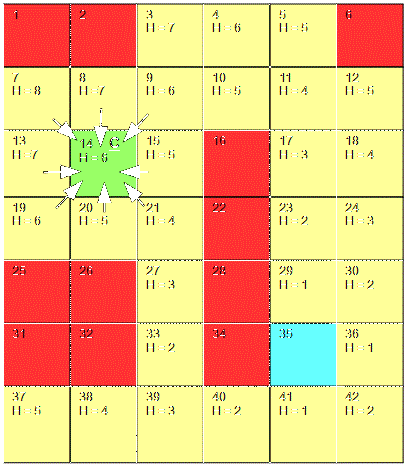 1
2
3
H=7
4
H=6
5
H=5
6
7
H=8
8
H=7
9
H=6
10
H=5
11
H=4
12
H=5
13
H=7
14 C
H=6
15
H=5
16
17
H=3
18
H=4
19
H=6
20
H=5
21
H=4
22
23
H=2
24
H=3
25
26
27
H=3
28
29
H=1
30
H=2
31
32
33
H=2
34
35
36
H=1
37
H=5
38
H=4
39
H=3
40
H=2
41
H=1
42
H=2